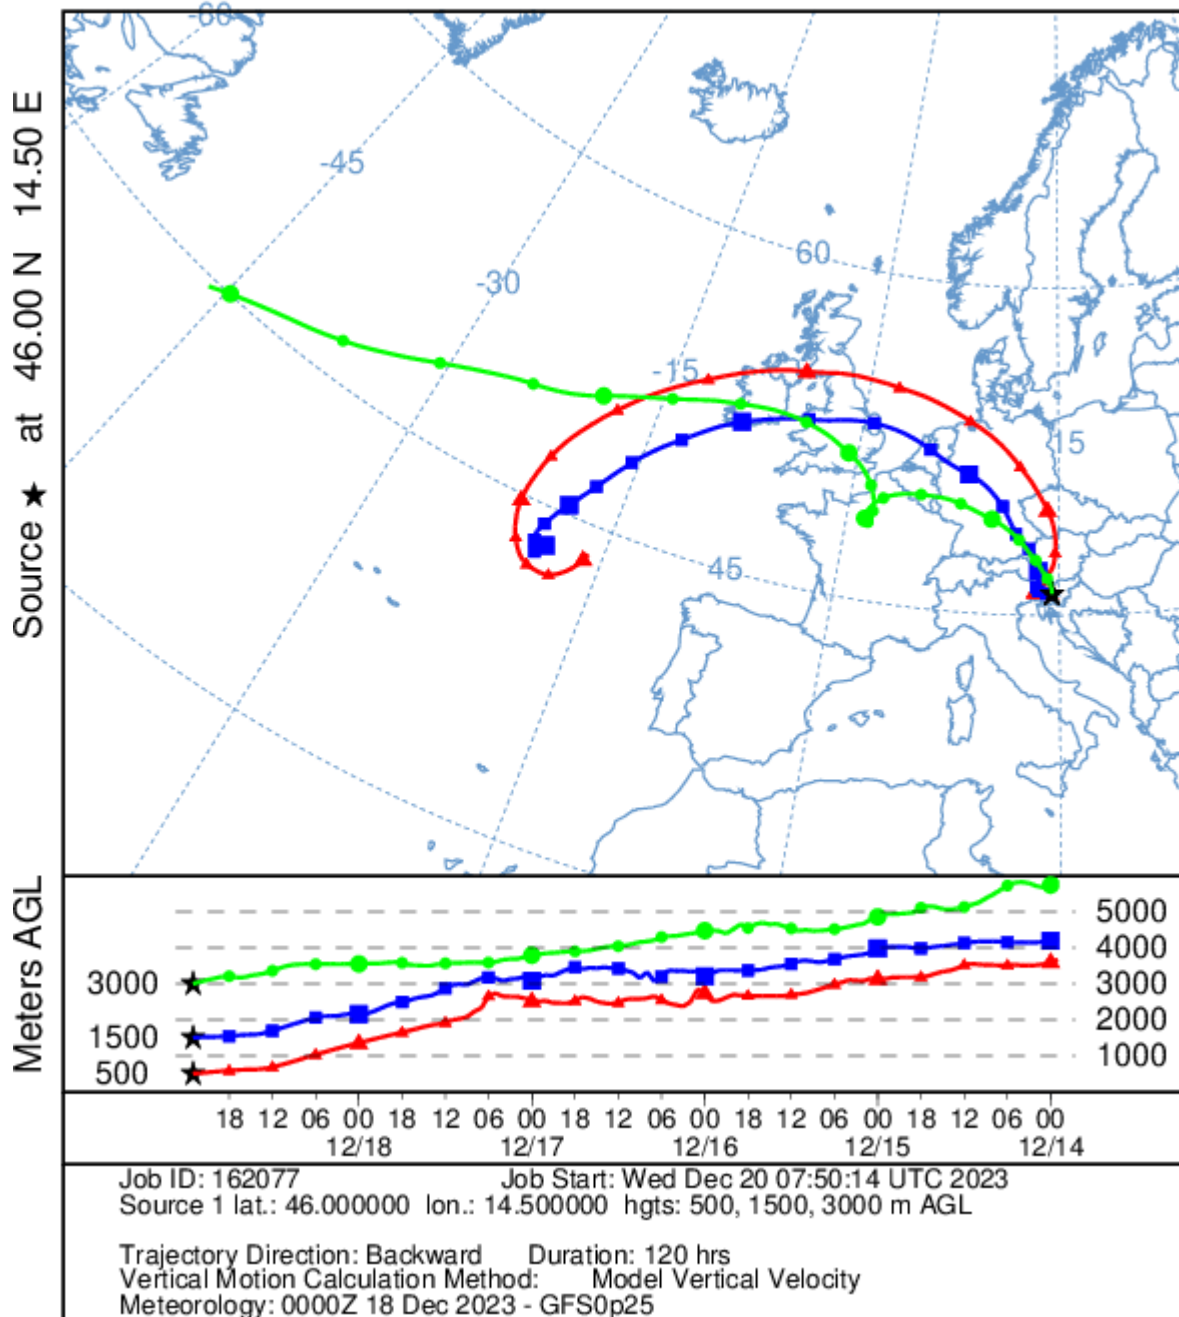 -60
-45
-30
60
-15
0
15
45
Source ★ at 46.00 N 14.50 E
Meters AGL
5000
4000
3000
3000
2000
1500
1000
500
18 12 06 00 18 12 06 00 18 12 06 00 18 12 06 00 18 12 06 00
12/18 12/17 12/16 12/15 12/14
Job ID: 162077 Job Start: Wed Dec 20 07:50:14 UTC 2023
Source 1 lat.: 46.000000 lon.: 14.500000 hgts: 500, 1500, 3000 m AGL
Trajectory Direction: Backward Duration: 120 hrs
Vertical Motion Calculation Method: Model Vertical Velocity
Meteorology: 0000Z 18 Dec 2023 - GFS0p25